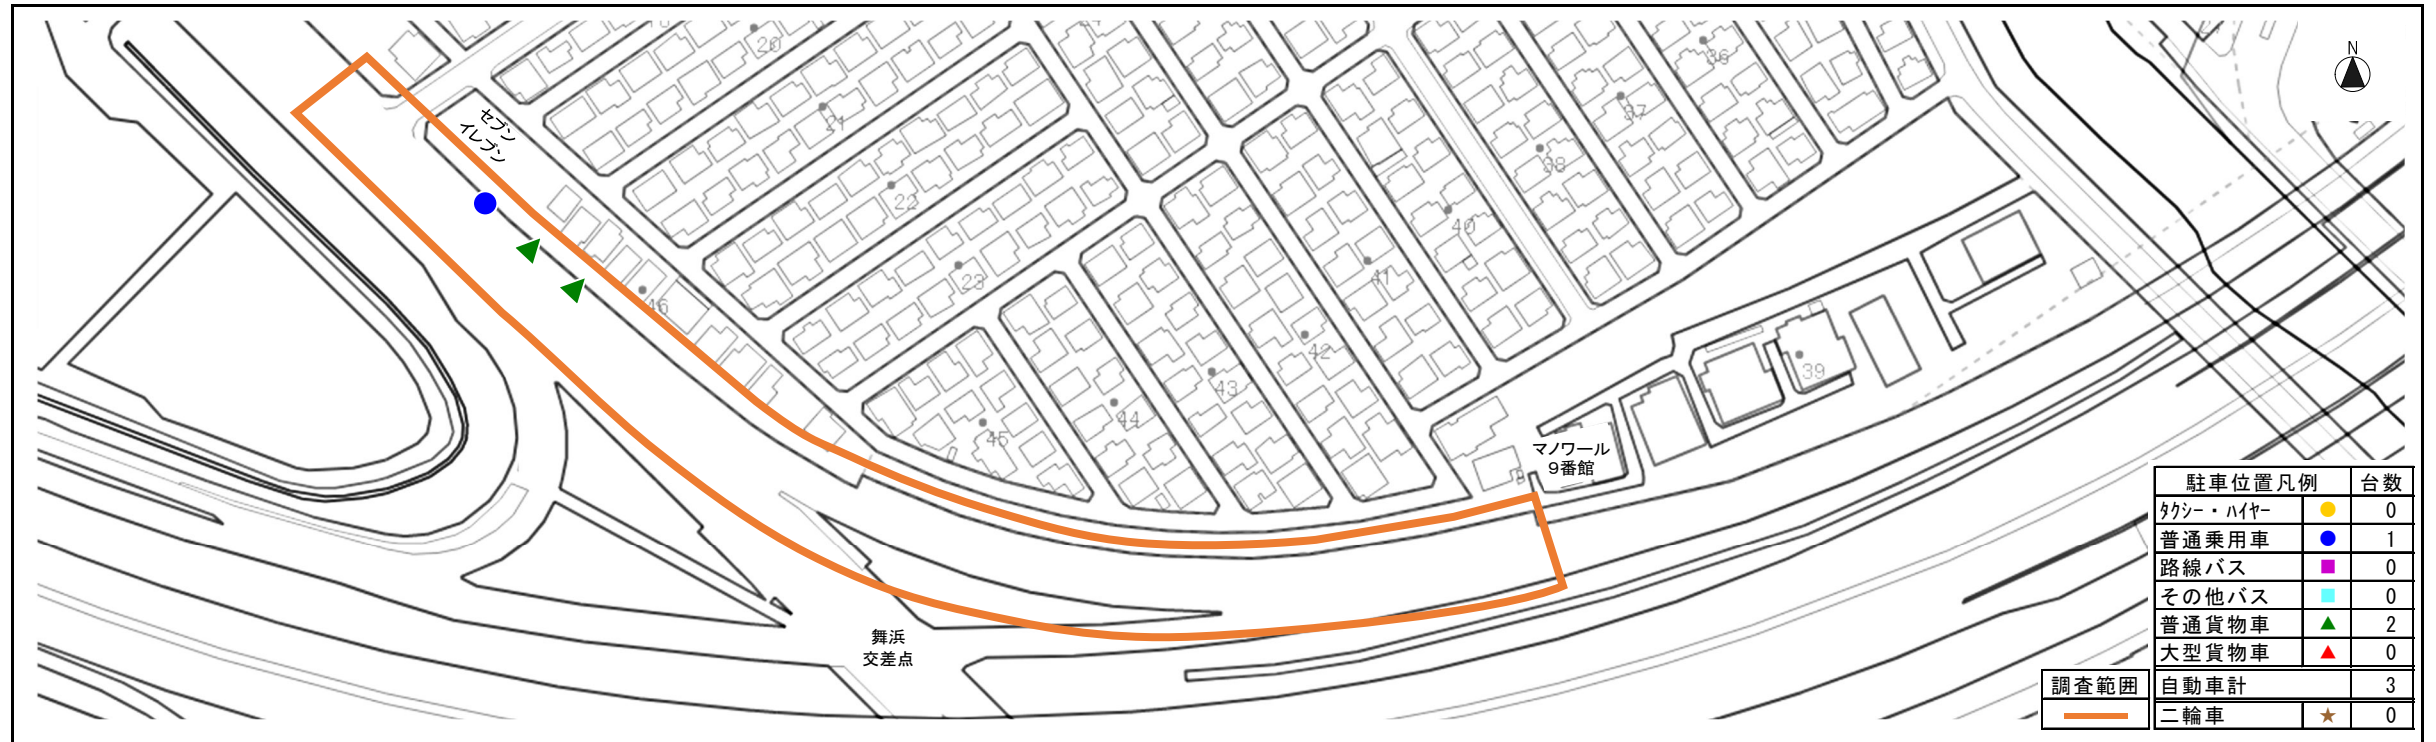 20
21
22
23
36
37
38
40
41
42
43
44
45
46
39
N
セブン
イレブン
マノワール
9番館
舞浜
交差点
駐車位置凡例 台数
ﾀｸｼｰ・ﾊｲﾔｰ ● 0
普通乗用車 ● 1
路線バス ■ 0
その他バス ■ 0
普通貨物車 ▲ 2
大型貨物車 ▲ 0
自動車計 3
二輪車 ★ 0
調査範囲